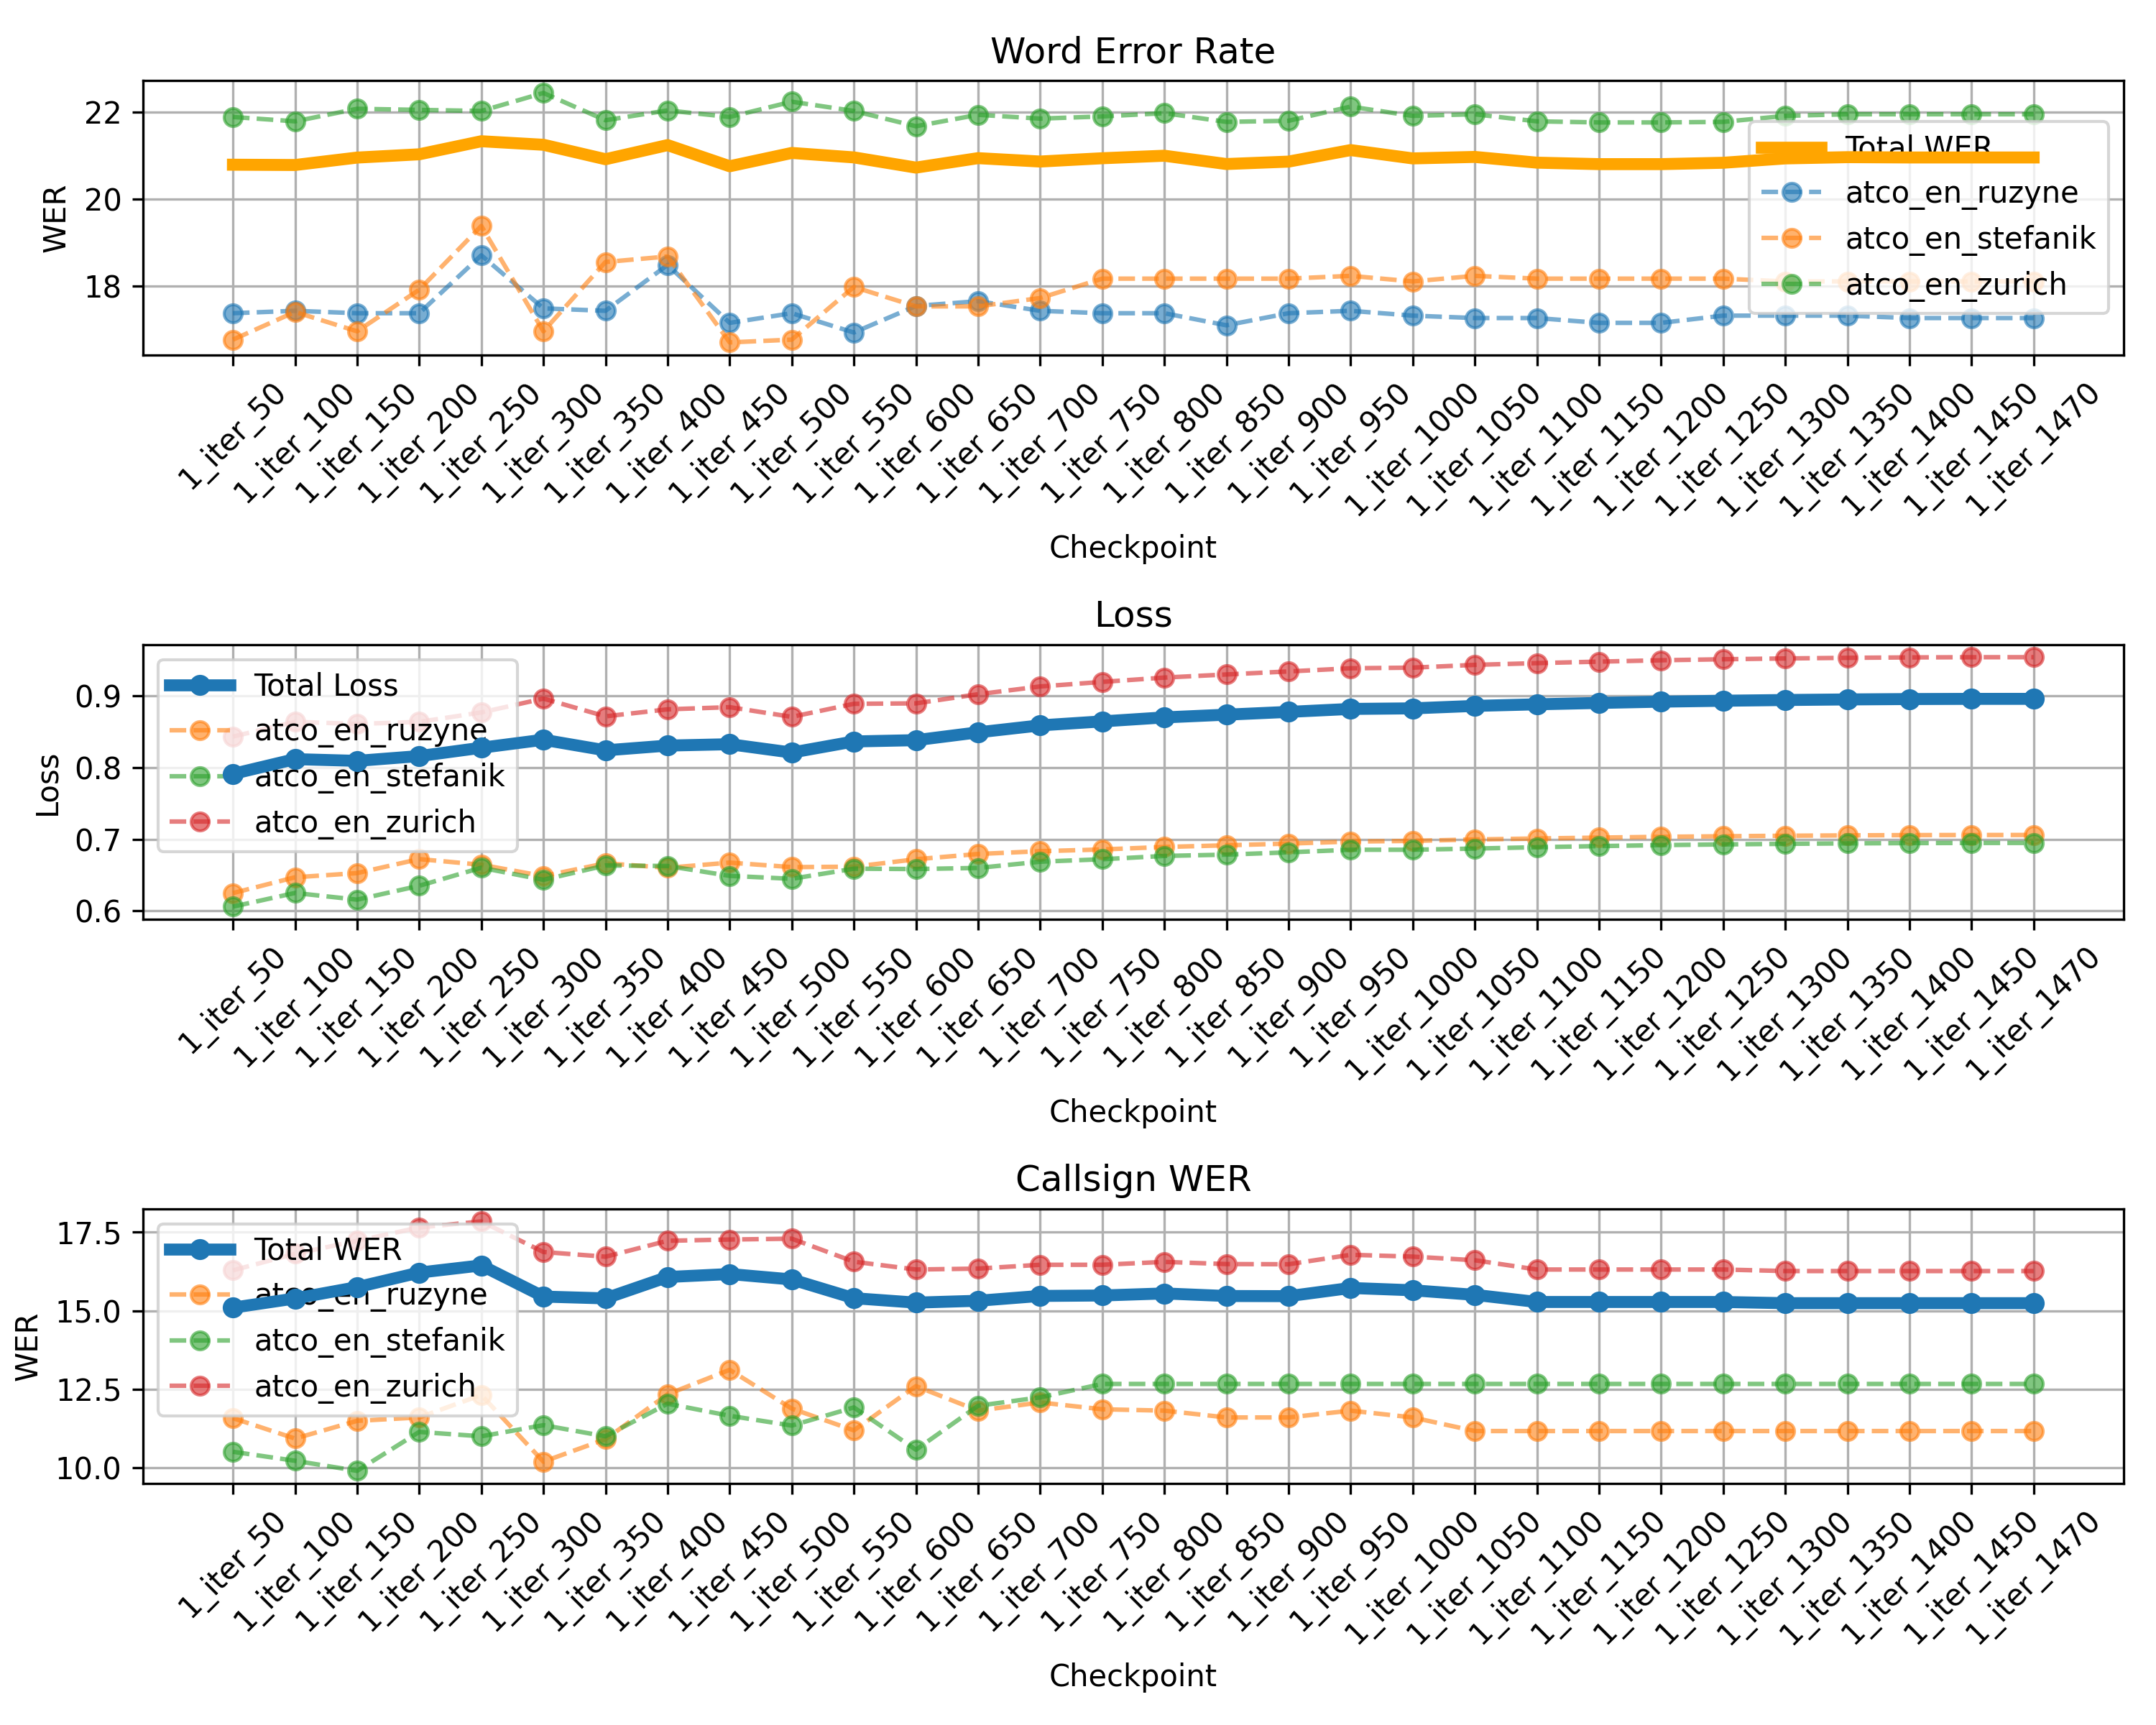 Word Error Rate
WER
22
20
18
Total WER
atco_en_ruzyne
atco_en_stefanik
atco_en_zurich
1_iter_50
1_iter_100
1_iter_150
1_iter_200
1_iter_250
1_iter_300
1_iter_350
1_iter_400
1_iter_450
1_iter_500
1_iter_550
1_iter_600
1_iter_650
1_iter_700
1_iter_750
1_iter_800
1_iter_850
1_iter_900
1_iter_950
1_iter_1000
1_iter_1050
1_iter_1100
1_iter_1150
1_iter_1200
1_iter_1250
1_iter_1300
1_iter_1350
1_iter_1400
1_iter_1450
1_iter_1470
Checkpoint
Loss
Loss
0.9
0.8
0.7
0.6
Total Loss
atco_en_ruzyne
atco_en_stefanik
atco_en_zurich
1_iter_50
1_iter_100
1_iter_150
1_iter_200
1_iter_250
1_iter_300
1_iter_350
1_iter_400
1_iter_450
1_iter_500
1_iter_550
1_iter_600
1_iter_650
1_iter_700
1_iter_750
1_iter_800
1_iter_850
1_iter_900
1_iter_950
1_iter_1000
1_iter_1050
1_iter_1100
1_iter_1150
1_iter_1200
1_iter_1250
1_iter_1300
1_iter_1350
1_iter_1400
1_iter_1450
1_iter_1470
Checkpoint
Callsign WER
WER
17.5
15.0
12.5
10.0
Total WER
atco_en_ruzyne
atco_en_stefanik
atco_en_zurich
1_iter_50
1_iter_100
1_iter_150
1_iter_200
1_iter_250
1_iter_300
1_iter_350
1_iter_400
1_iter_450
1_iter_500
1_iter_550
1_iter_600
1_iter_650
1_iter_700
1_iter_750
1_iter_800
1_iter_850
1_iter_900
1_iter_950
1_iter_1000
1_iter_1050
1_iter_1100
1_iter_1150
1_iter_1200
1_iter_1250
1_iter_1300
1_iter_1350
1_iter_1400
1_iter_1450
1_iter_1470
Checkpoint